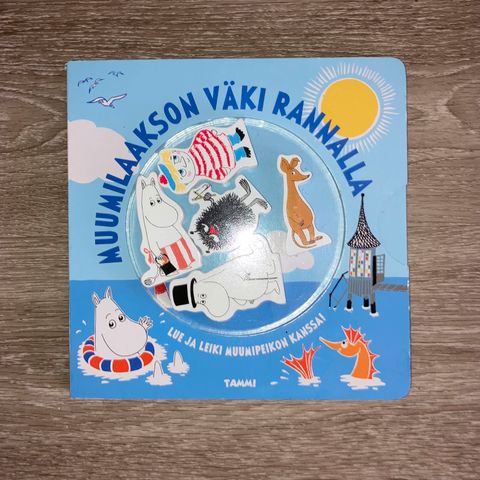 MUUMILAAKSON VÄKI RANNALLA
LUE JA LEIKI MUUMIPEIKON KANSSA!
TAMMI